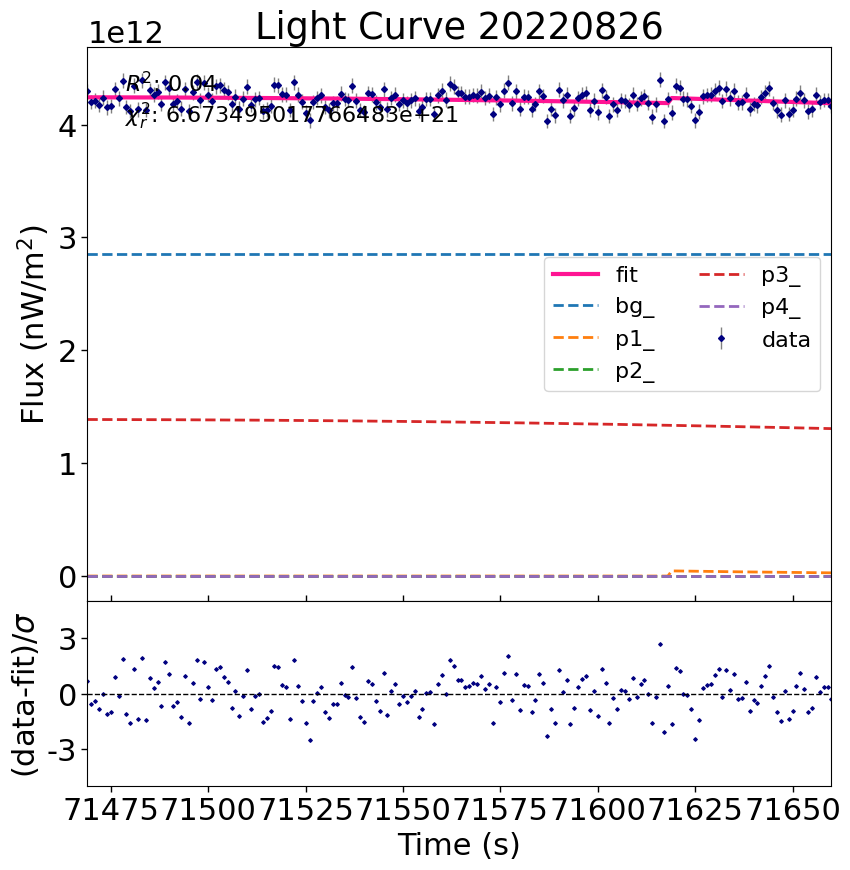 Light Curve 20220826
1e12
R²: 0.04
χ²ᵣ: 6.673495017766483e+21
4
3
2
1
0
Flux (nW/m²)
fit
bg_
p1_
p2_
p3_
p4_
data
3
0
-3
(data-fit)/σ
71475 71500 71525 71550 71575 71600 71625 71650
Time (s)